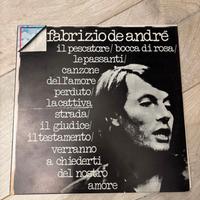 fabrizio de andré
il pescatore/bocca di rosa/
le passanti/
canzone
dell'amore
perduto/
la cattiva
strada/
il giudice/
il testamento/
verranno
a chiederti
del nostro
amore